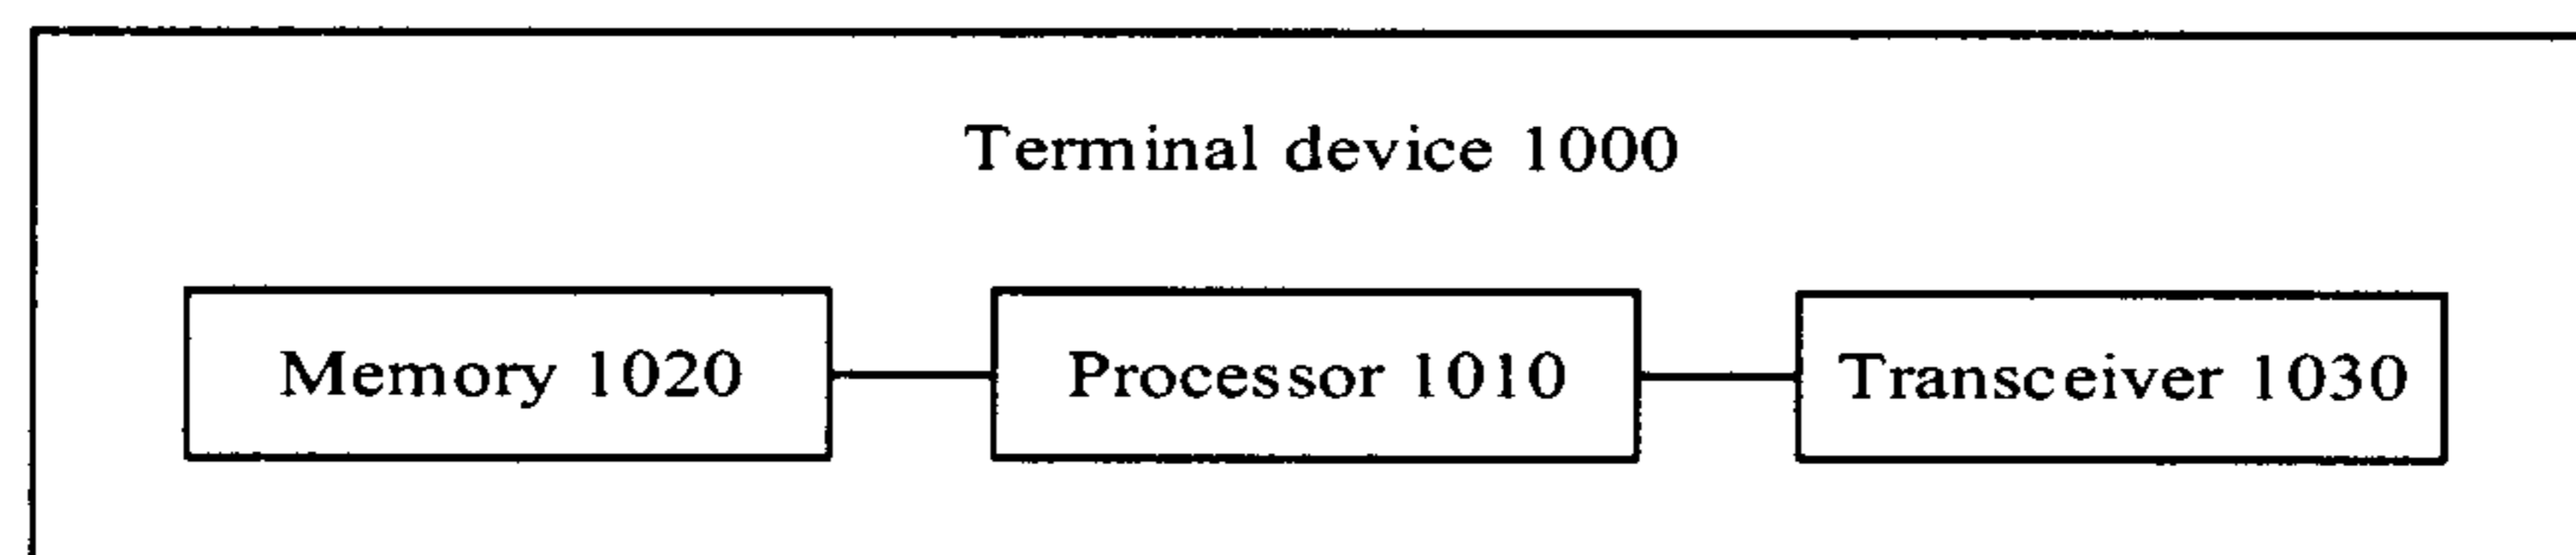 Terminal device 1000
Memory 1020
Processor 1010
Transceiver 1030